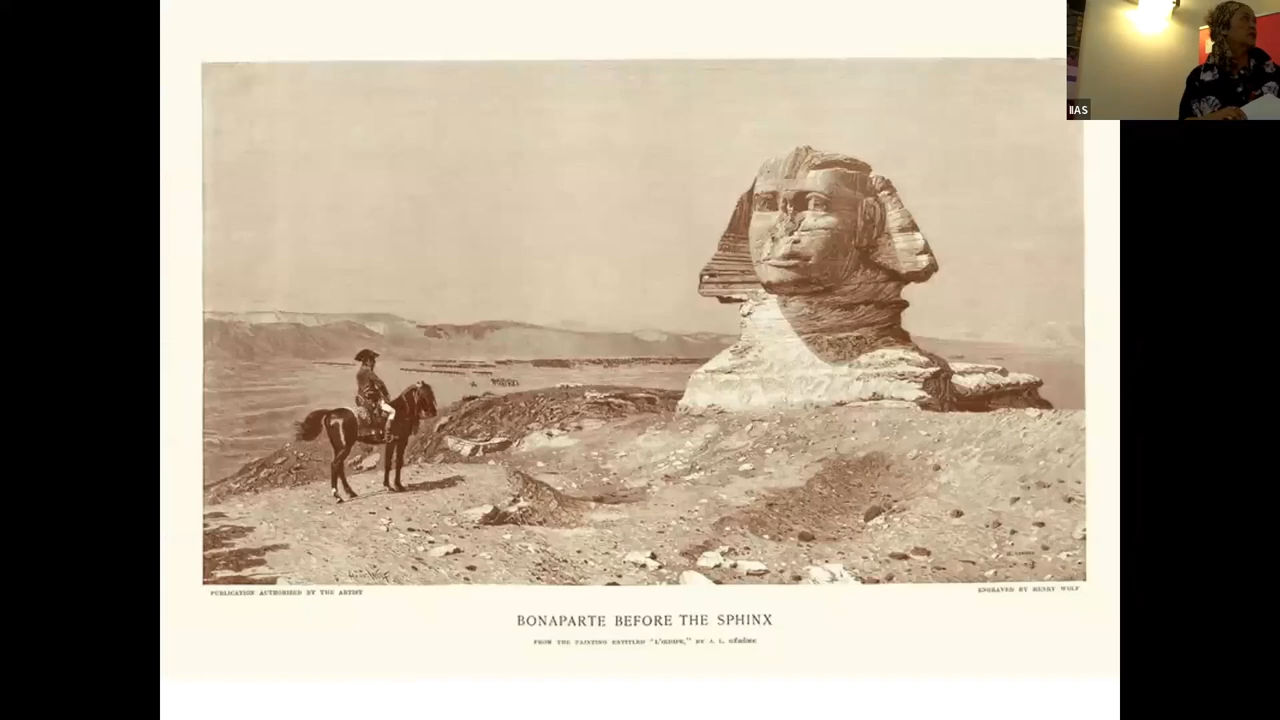 IIAS
PUBLICATION AUTHORIZED BY THE ARTIST
ENGRAVED BY HENRY WOLF
BONAPARTE BEFORE THE SPHINX
FROM THE PAINTING ENTITLED "L'ŒDIPE," BY J. L. GÉRÔME